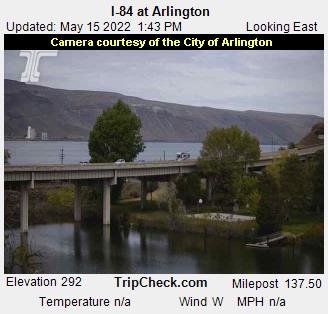 I-84 at Arlington
Updated: May 15 2022 1:43 PM Looking East
Camera courtesy of the City of Arlington
Elevation 292 TripCheck.com Milepost 137.50
Temperature n/a Wind W MPH n/a